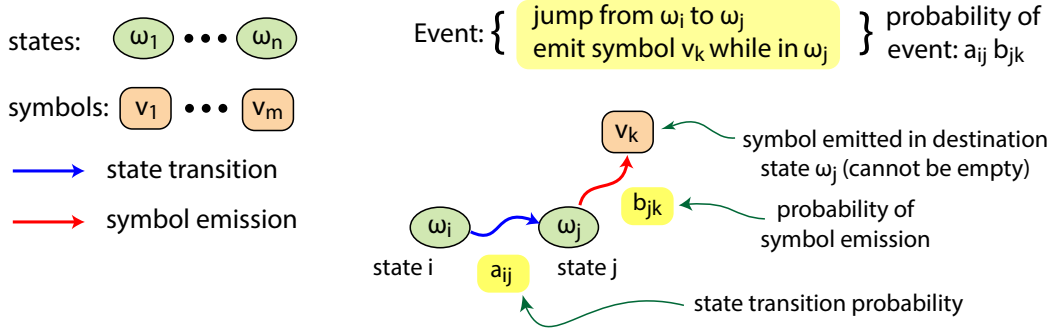 states: ω1 ••• ωn
symbols: v1 ••• vm
state transition
symbol emission
Event: { jump from ωi to ωj
emit symbol vk while in ωj } probability of
event: aij bjk
vk
symbol emitted in destination
state ωj (cannot be empty)
bjk
probability of
symbol emission
ωi
ωj
state i
state j
aij
state transition probability